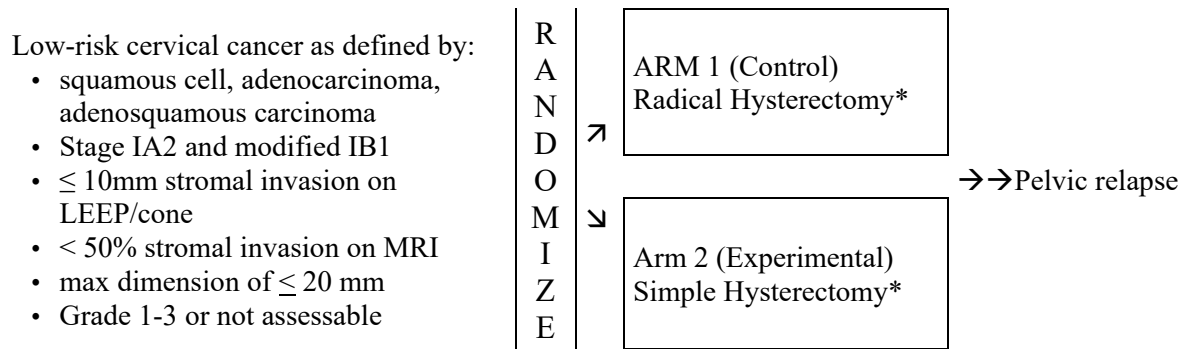 Low-risk cervical cancer as defined by:
• squamous cell, adenocarcinoma,
adenosquamous carcinoma
• Stage IA2 and modified IB1
• ≤ 10mm stromal invasion on
LEEP/cone
• < 50% stromal invasion on MRI
• max dimension of ≤ 20 mm
• Grade 1-3 or not assessable
R
A
N
D
O
M
I
Z
E
ARM 1 (Control)
Radical Hysterectomy*
Arm 2 (Experimental)
Simple Hysterectomy*
→→Pelvic relapse